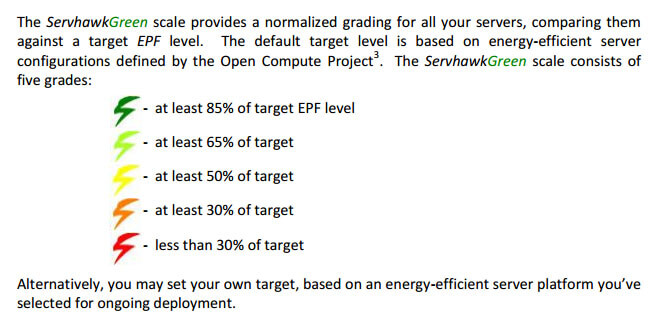 The ServhawkGreen scale provides a normalized grading for all your servers, comparing them
against a target EPF level. The default target level is based on energy-efficient server
configurations defined by the Open Compute Project³. The ServhawkGreen scale consists of
five grades:
- at least 85% of target EPF level
- at least 65% of target
- at least 50% of target
- at least 30% of target
- less than 30% of target
Alternatively, you may set your own target, based on an energy-efficient server platform you’ve
selected for ongoing deployment.